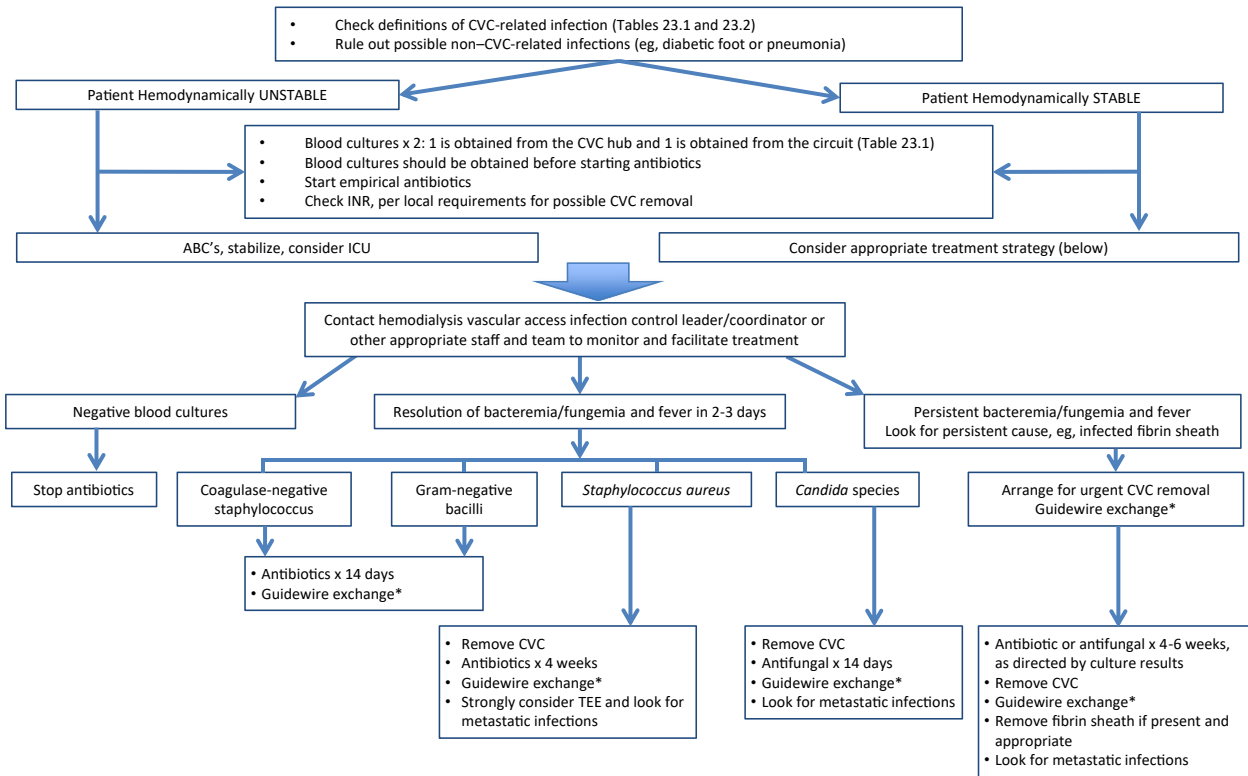 • Check definitions of CVC-related infection (Tables 23.1 and 23.2)
• Rule out possible non–CVC-related infections (eg, diabetic foot or pneumonia)
Patient Hemodynamically UNSTABLE
Patient Hemodynamically STABLE
• Blood cultures x 2: 1 is obtained from the CVC hub and 1 is obtained from the circuit (Table 23.1)
• Blood cultures should be obtained before starting antibiotics
• Start empirical antibiotics
• Check INR, per local requirements for possible CVC removal
ABC's, stabilize, consider ICU
Consider appropriate treatment strategy (below)
Contact hemodialysis vascular access infection control leader/coordinator or
other appropriate staff and team to monitor and facilitate treatment
Negative blood cultures
Resolution of bacteremia/fungemia and fever in 2-3 days
Persistent bacteremia/fungemia and fever
Look for persistent cause, eg, infected fibrin sheath
Stop antibiotics
Coagulase-negative
staphylococcus
Gram-negative
bacilli
Staphylococcus aureus
Candida species
Arrange for urgent CVC removal
Guidewire exchange*
• Antibiotics x 14 days
• Guidewire exchange*
• Remove CVC
• Antibiotics x 4 weeks
• Guidewire exchange*
• Strongly consider TEE and look for
metastatic infections
• Remove CVC
• Antifungal x 14 days
• Guidewire exchange*
• Look for metastatic infections
• Antibiotic or antifungal x 4-6 weeks,
as directed by culture results
• Remove CVC
• Guidewire exchange*
• Remove fibrin sheath if present and
appropriate
• Look for metastatic infections